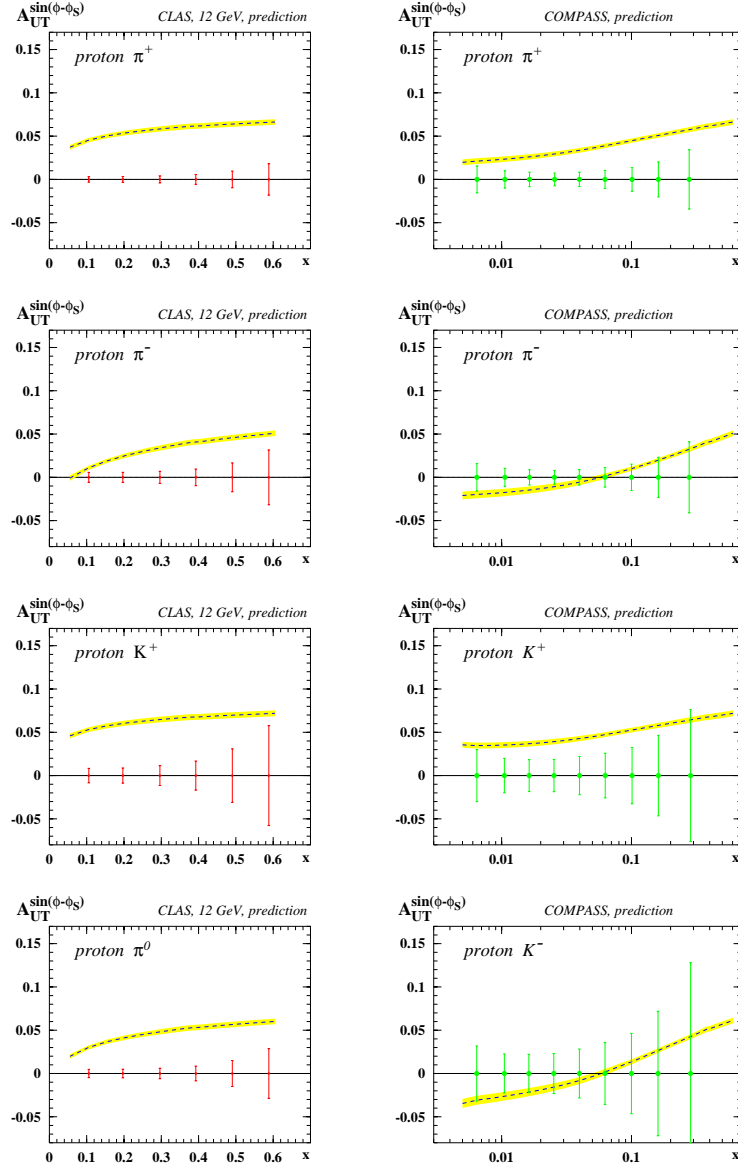 A_UT^sin(φ-φ_S) CLAS, 12 GeV, prediction
proton π⁺
0.15
0.1
0.05
0
-0.05
0 0.1 0.2 0.3 0.4 0.5 0.6 x
A_UT^sin(φ-φ_S) COMPASS, prediction
proton π⁺
0.15
0.1
0.05
0
-0.05
0.01 0.1 x
A_UT^sin(φ-φ_S) CLAS, 12 GeV, prediction
proton π⁻
0.15
0.1
0.05
0
-0.05
0 0.1 0.2 0.3 0.4 0.5 0.6 x
A_UT^sin(φ-φ_S) COMPASS, prediction
proton π⁻
0.15
0.1
0.05
0
-0.05
0.01 0.1 x
A_UT^sin(φ-φ_S) CLAS, 12 GeV, prediction
proton K⁺
0.15
0.1
0.05
0
-0.05
0 0.1 0.2 0.3 0.4 0.5 0.6 x
A_UT^sin(φ-φ_S) COMPASS, prediction
proton K⁺
0.15
0.1
0.05
0
-0.05
0.01 0.1 x
A_UT^sin(φ-φ_S) CLAS, 12 GeV, prediction
proton π⁰
0.15
0.1
0.05
0
-0.05
0 0.1 0.2 0.3 0.4 0.5 0.6 x
A_UT^sin(φ-φ_S) COMPASS, prediction
proton K⁻
0.15
0.1
0.05
0
-0.05
0.01 0.1 x